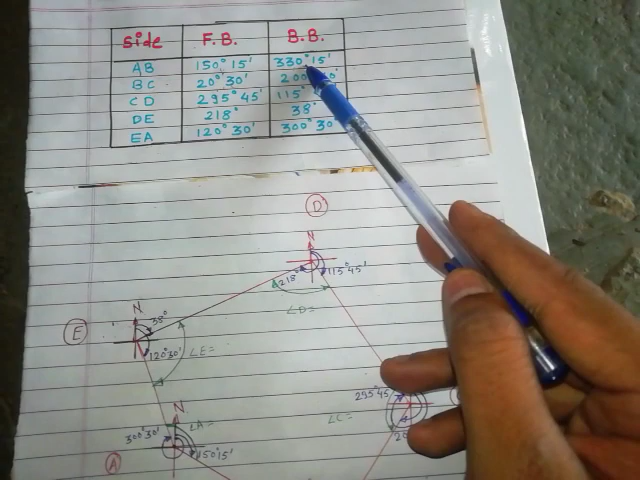 Side F.B. B.B.
AB 150° 15' 330° 15'
BC 20° 30' 200°
CD 295° 45' 115°
DE 218° 38'
EA 120° 30' 300° 30'
D
N
218° 115° 45'
∠D=
N
E
120° 30' ∠E=
N
295° 45'
300° 30' ∠A= ∠C=
A 150° 15'